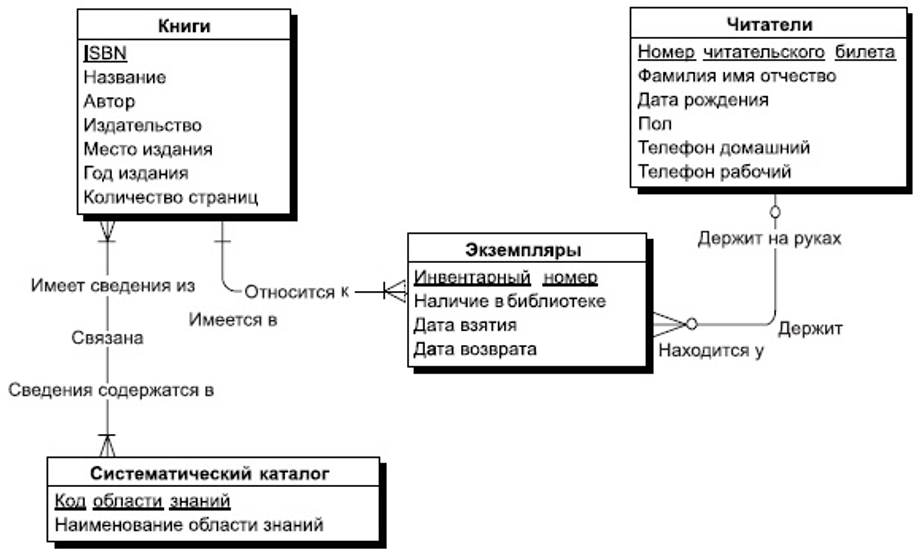 Книги
ISBN
Название
Автор
Издательство
Место издания
Год издания
Количество страниц
Читатели
Номер читательского билета
Фамилия имя отчество
Дата рождения
Пол
Телефон домашний
Телефон рабочий
Держит на руках
Экземпляры
Инвентарный номер
Наличие в библиотеке
Дата взятия
Дата возврата
Имеет сведения из
Относится к
Имеется в
Держит
Находится у
Связана
Сведения содержатся в
Систематический каталог
Код области знаний
Наименование области знаний